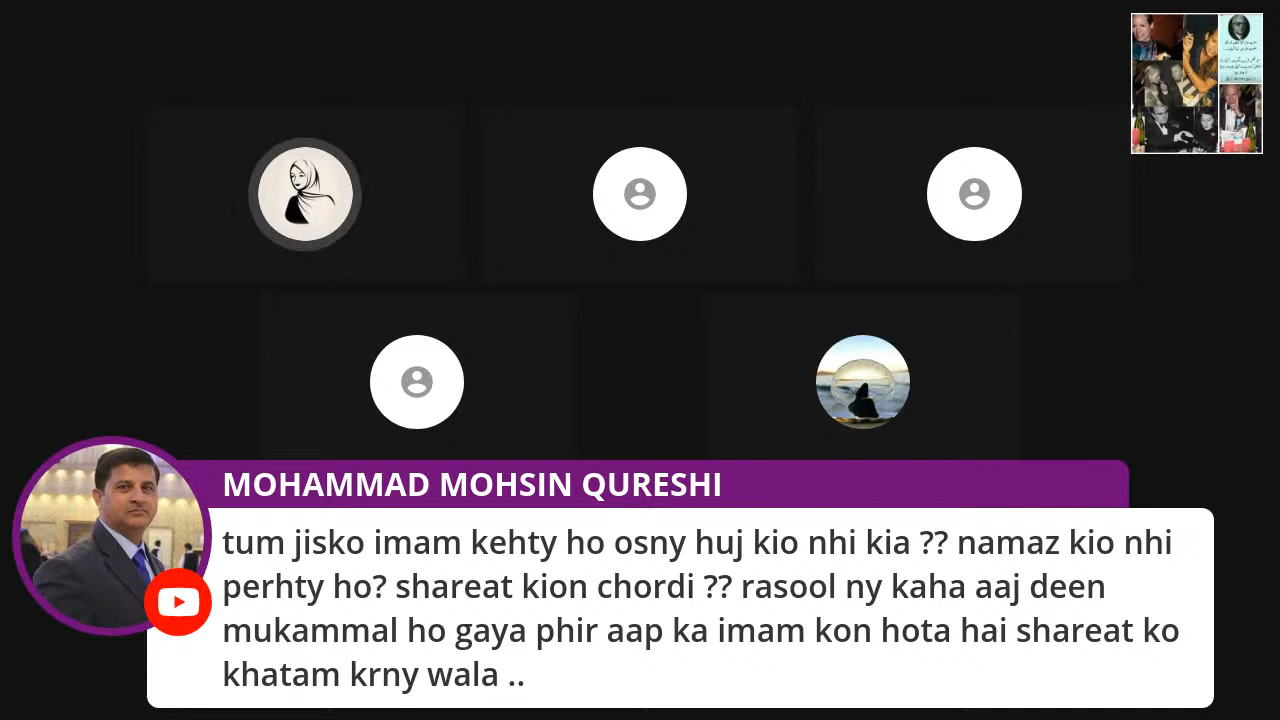 MOHAMMAD MOHSIN QURESHI
tum jisko imam kehty ho osny huj kio nhi kia ?? namaz kio nhi
perhty ho? shareat kion chordi ?? rasool ny kaha aaj deen
mukammal ho gaya phir aap ka imam kon hota hai shareat ko
khatam krny wala ..